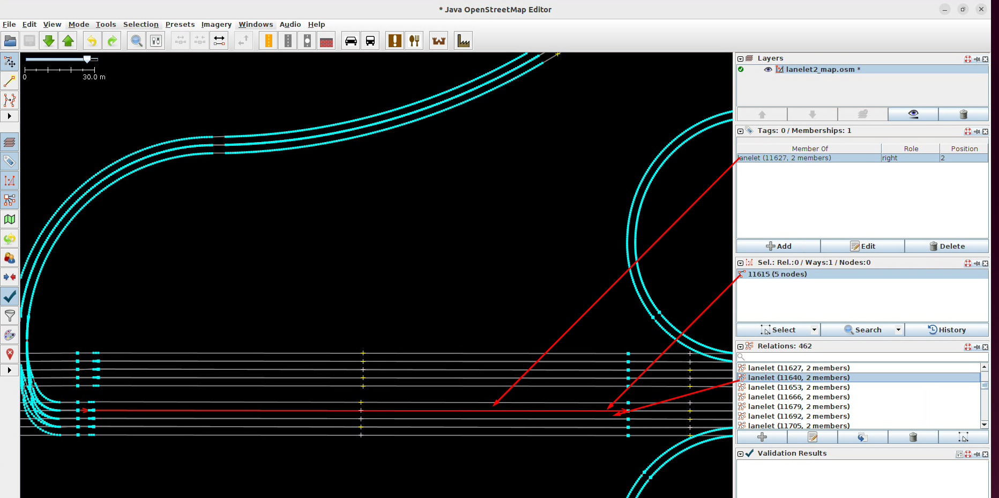 * Java OpenStreetMap Editor
File Edit View Mode Tools Selection Presets Imagery Windows Audio Help
0 30.0 m
Layers
lanelet2_map.osm *
Tags: 0 / Memberships: 1
Member Of Role Position
anelet (11627, 2 members) right 2
Add Edit Delete
Sel.: Rel.:0 / Ways:1 / Nodes:0
11615 (5 nodes)
Select Search History
Relations: 462
lanelet (11627, 2 members)
lanelet (11640, 2 members)
lanelet (11653, 2 members)
lanelet (11666, 2 members)
lanelet (11679, 2 members)
lanelet (11692, 2 members)
lanelet (11705, 2 members)
Validation Results